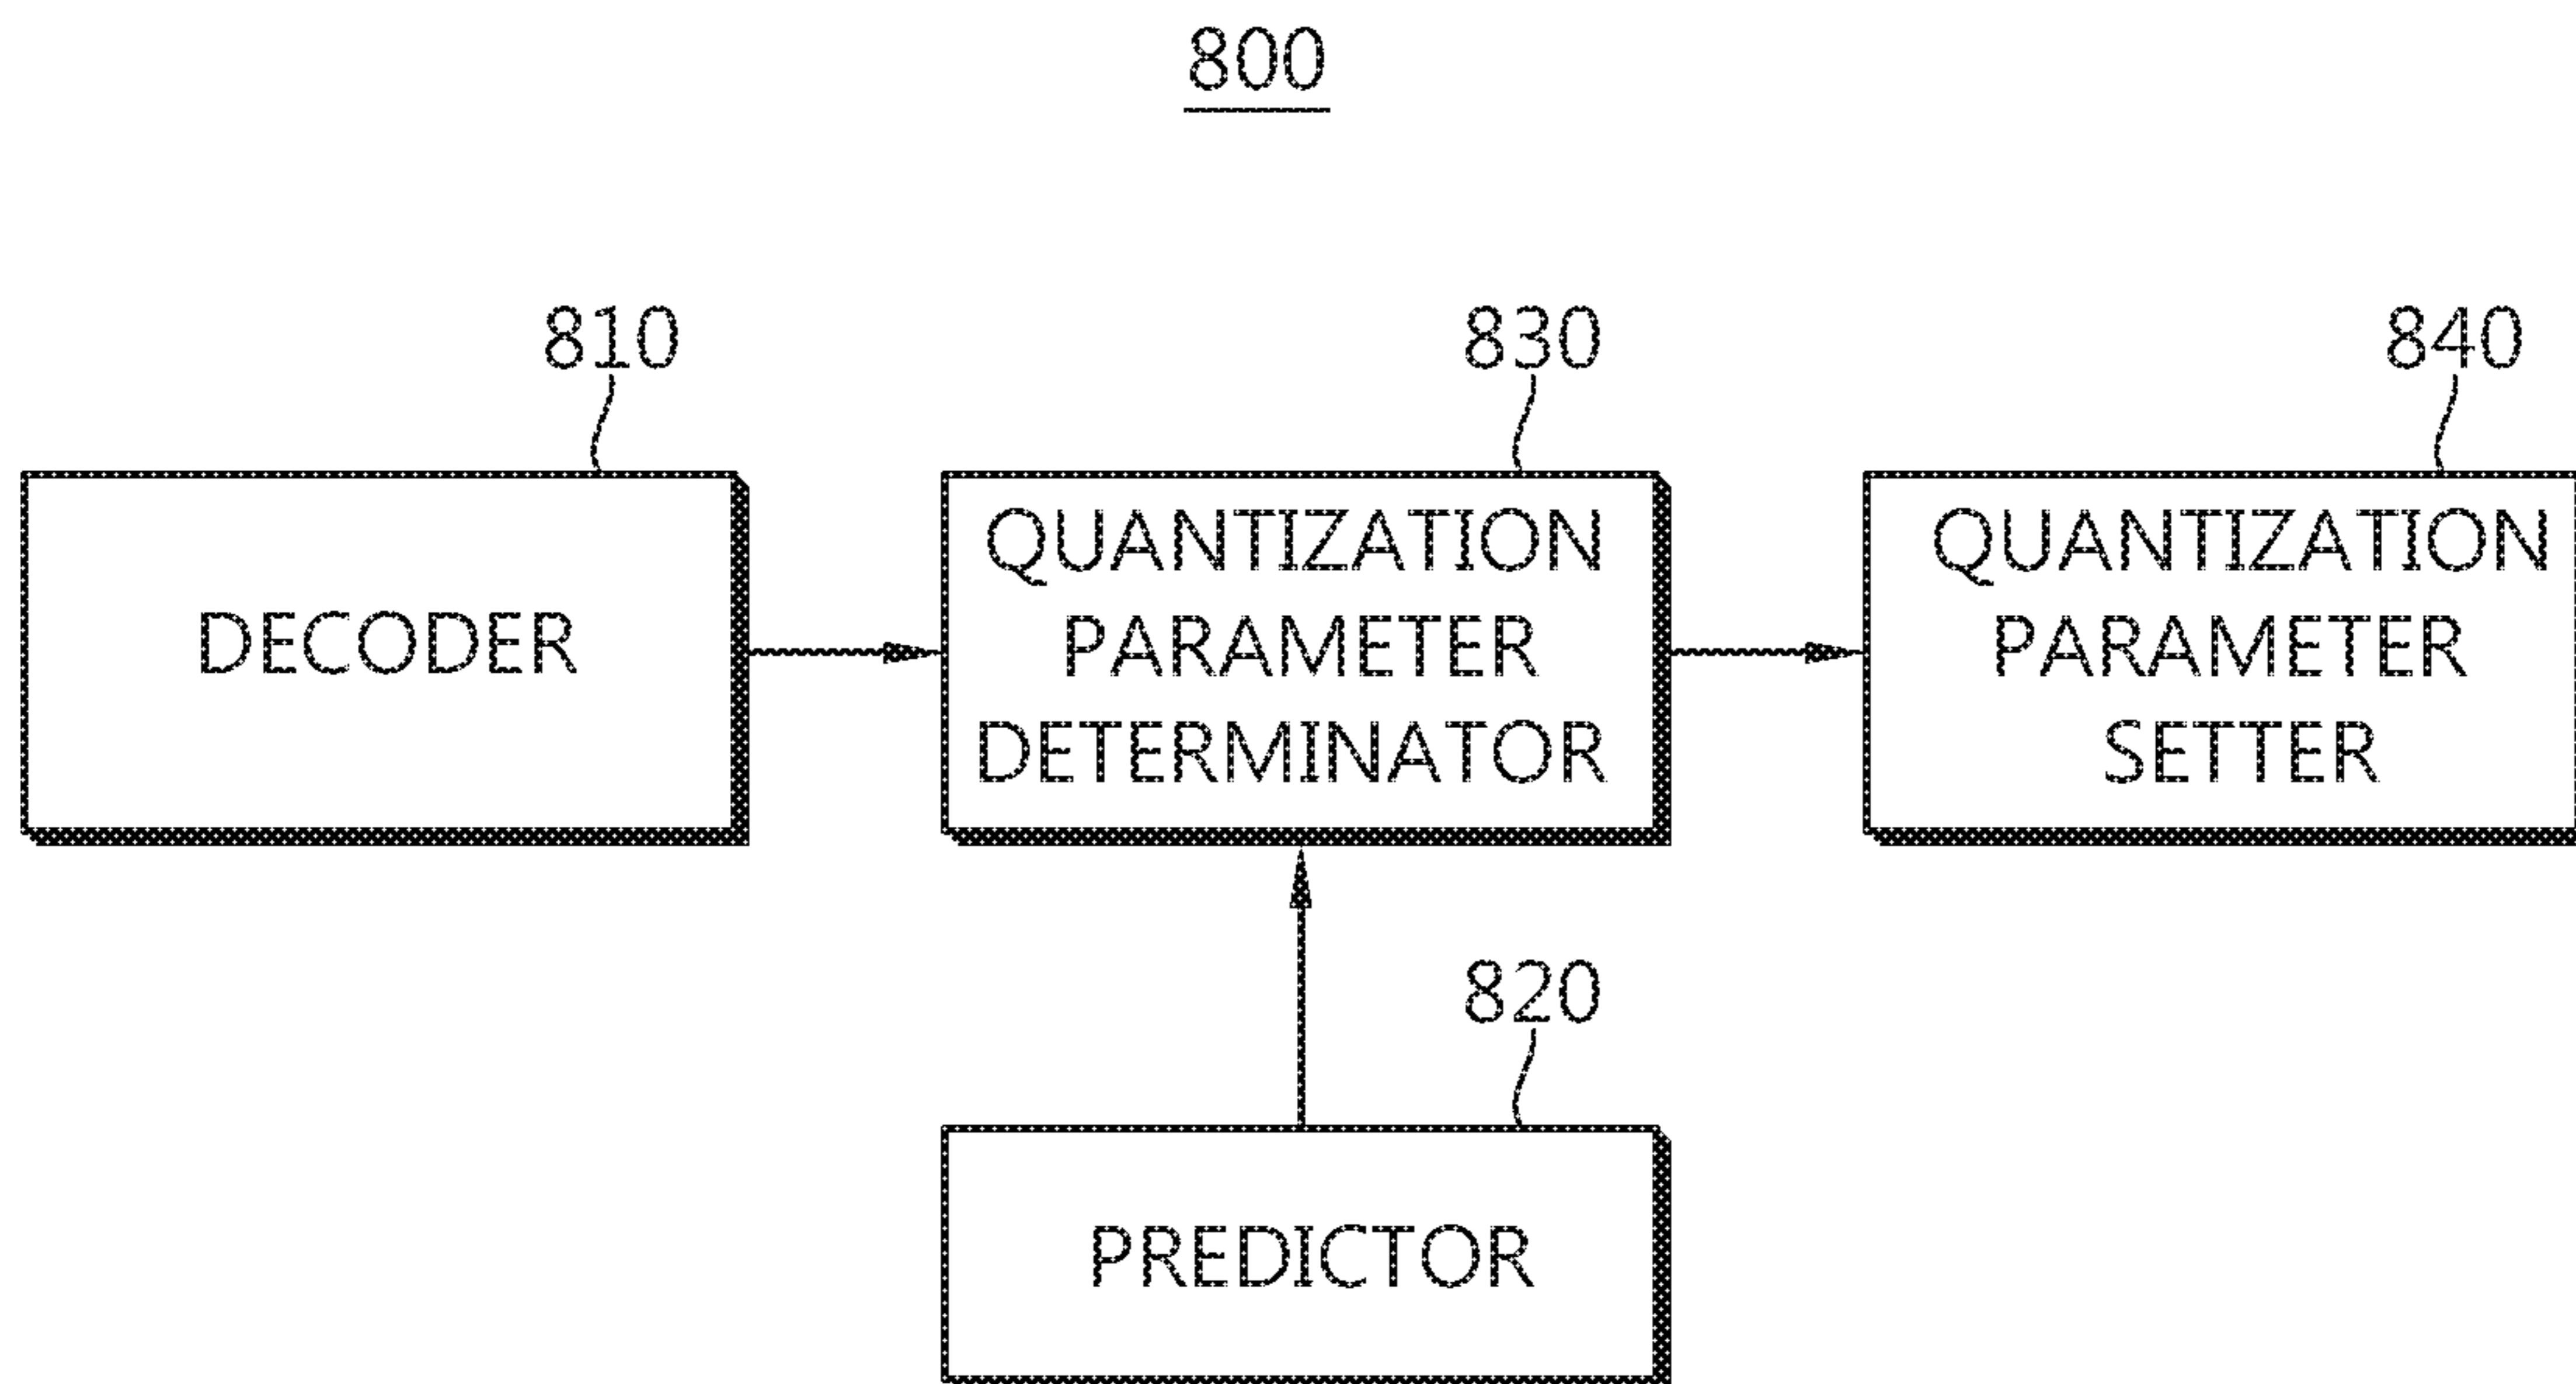 800
810
830
840
DECODER
QUANTIZATION
PARAMETER
DETERMINATOR
QUANTIZATION
PARAMETER
SETTER
820
PREDICTOR